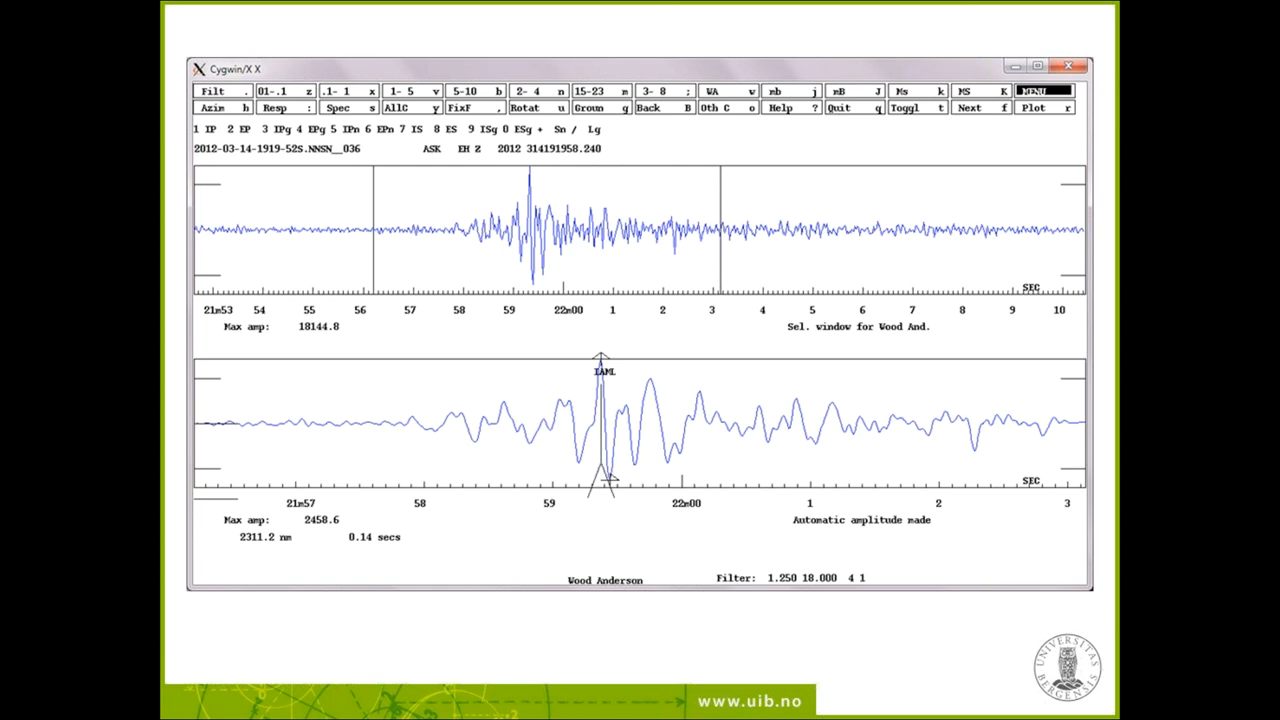 Cygwin/X X
Filt . 01-.1 z .1- 1 x 1- 5 v 5-10 b 2- 4 n 15-23 m 3- 8 ; WA w mb j mB J Ms k MS K MENU
Azim h Resp : Spec s AllC y FixF , Rotat u Groun g Back B Oth C o Help ? Quit q Toggl t Next f Plot r
1 IP 2 EP 3 IPg 4 EPg 5 IPn 6 EPn 7 IS 8 ES 9 ISg 0 ESg + Sn / Lg
2012-03-14-1919-52S.NNSN__036 ASK EH Z 2012 314191958.240
SEC
21m53 54 55 56 57 58 59 22m00 1 2 3 4 5 6 7 8 9 10
Max amp: 18144.8 Sel. window for Wood And.
IAML
SEC
21m57 58 59 22m00 1 2 3
Max amp: 2458.6 Automatic amplitude made
2311.2 nm 0.14 secs
Wood Anderson Filter: 1.250 18.000 4 1
UNIVERSITAS BERGENSIS
www.uib.no